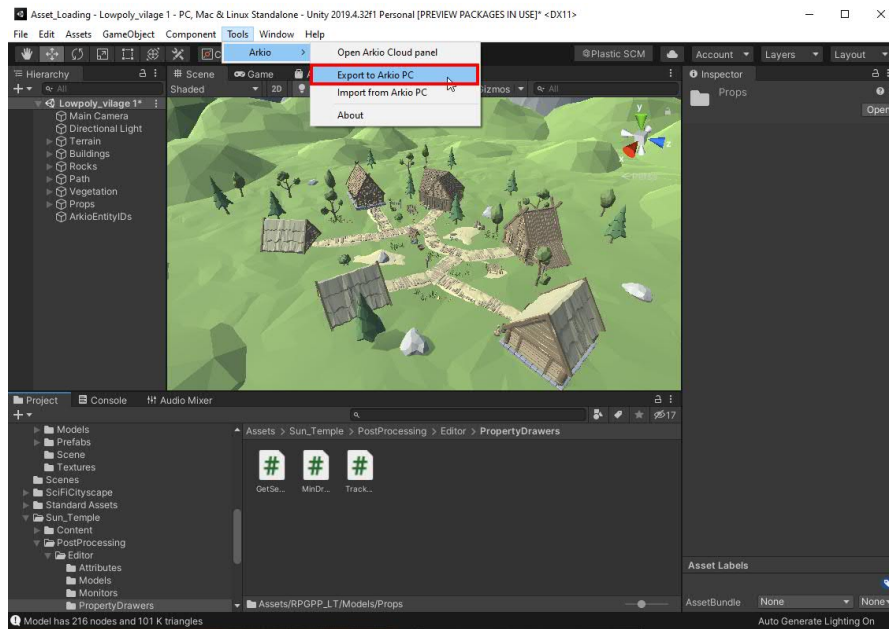 Asset_Loading - Lowpoly_vilage 1 - PC, Mac & Linux Standalone - Unity 2019.4.32f1 Personal [PREVIEW PACKAGES IN USE]* <DX11>
File Edit Assets GameObject Component Tools Window Help
Arkio
Open Arkio Cloud panel
Export to Arkio PC
Import from Arkio PC
About
Plastic SCM
Account
Layers
Layout
Hierarchy
All
Lowpoly_vilage 1*
Main Camera
Directional Light
Terrain
Buildings
Rocks
Path
Vegetation
Props
ArkioEntityIDs
# Scene
Game
Shaded
2D
Gizmos
All
y
x
z
Inspector
Props
Open
Project
Console
Audio Mixer
17
Models
Prefabs
Scene
Textures
Scenes
SciFiCityscape
Standard Assets
Sun_Temple
Content
PostProcessing
Editor
Attributes
Models
Monitors
PropertyDrawers
Assets > Sun_Temple > PostProcessing > Editor > PropertyDrawers
# # #
GetSe... MinDr... Track...
Assets/RPGPP_LT/Models/Props
Asset Labels
AssetBundle None None
Model has 216 nodes and 101 K triangles
Auto Generate Lighting On